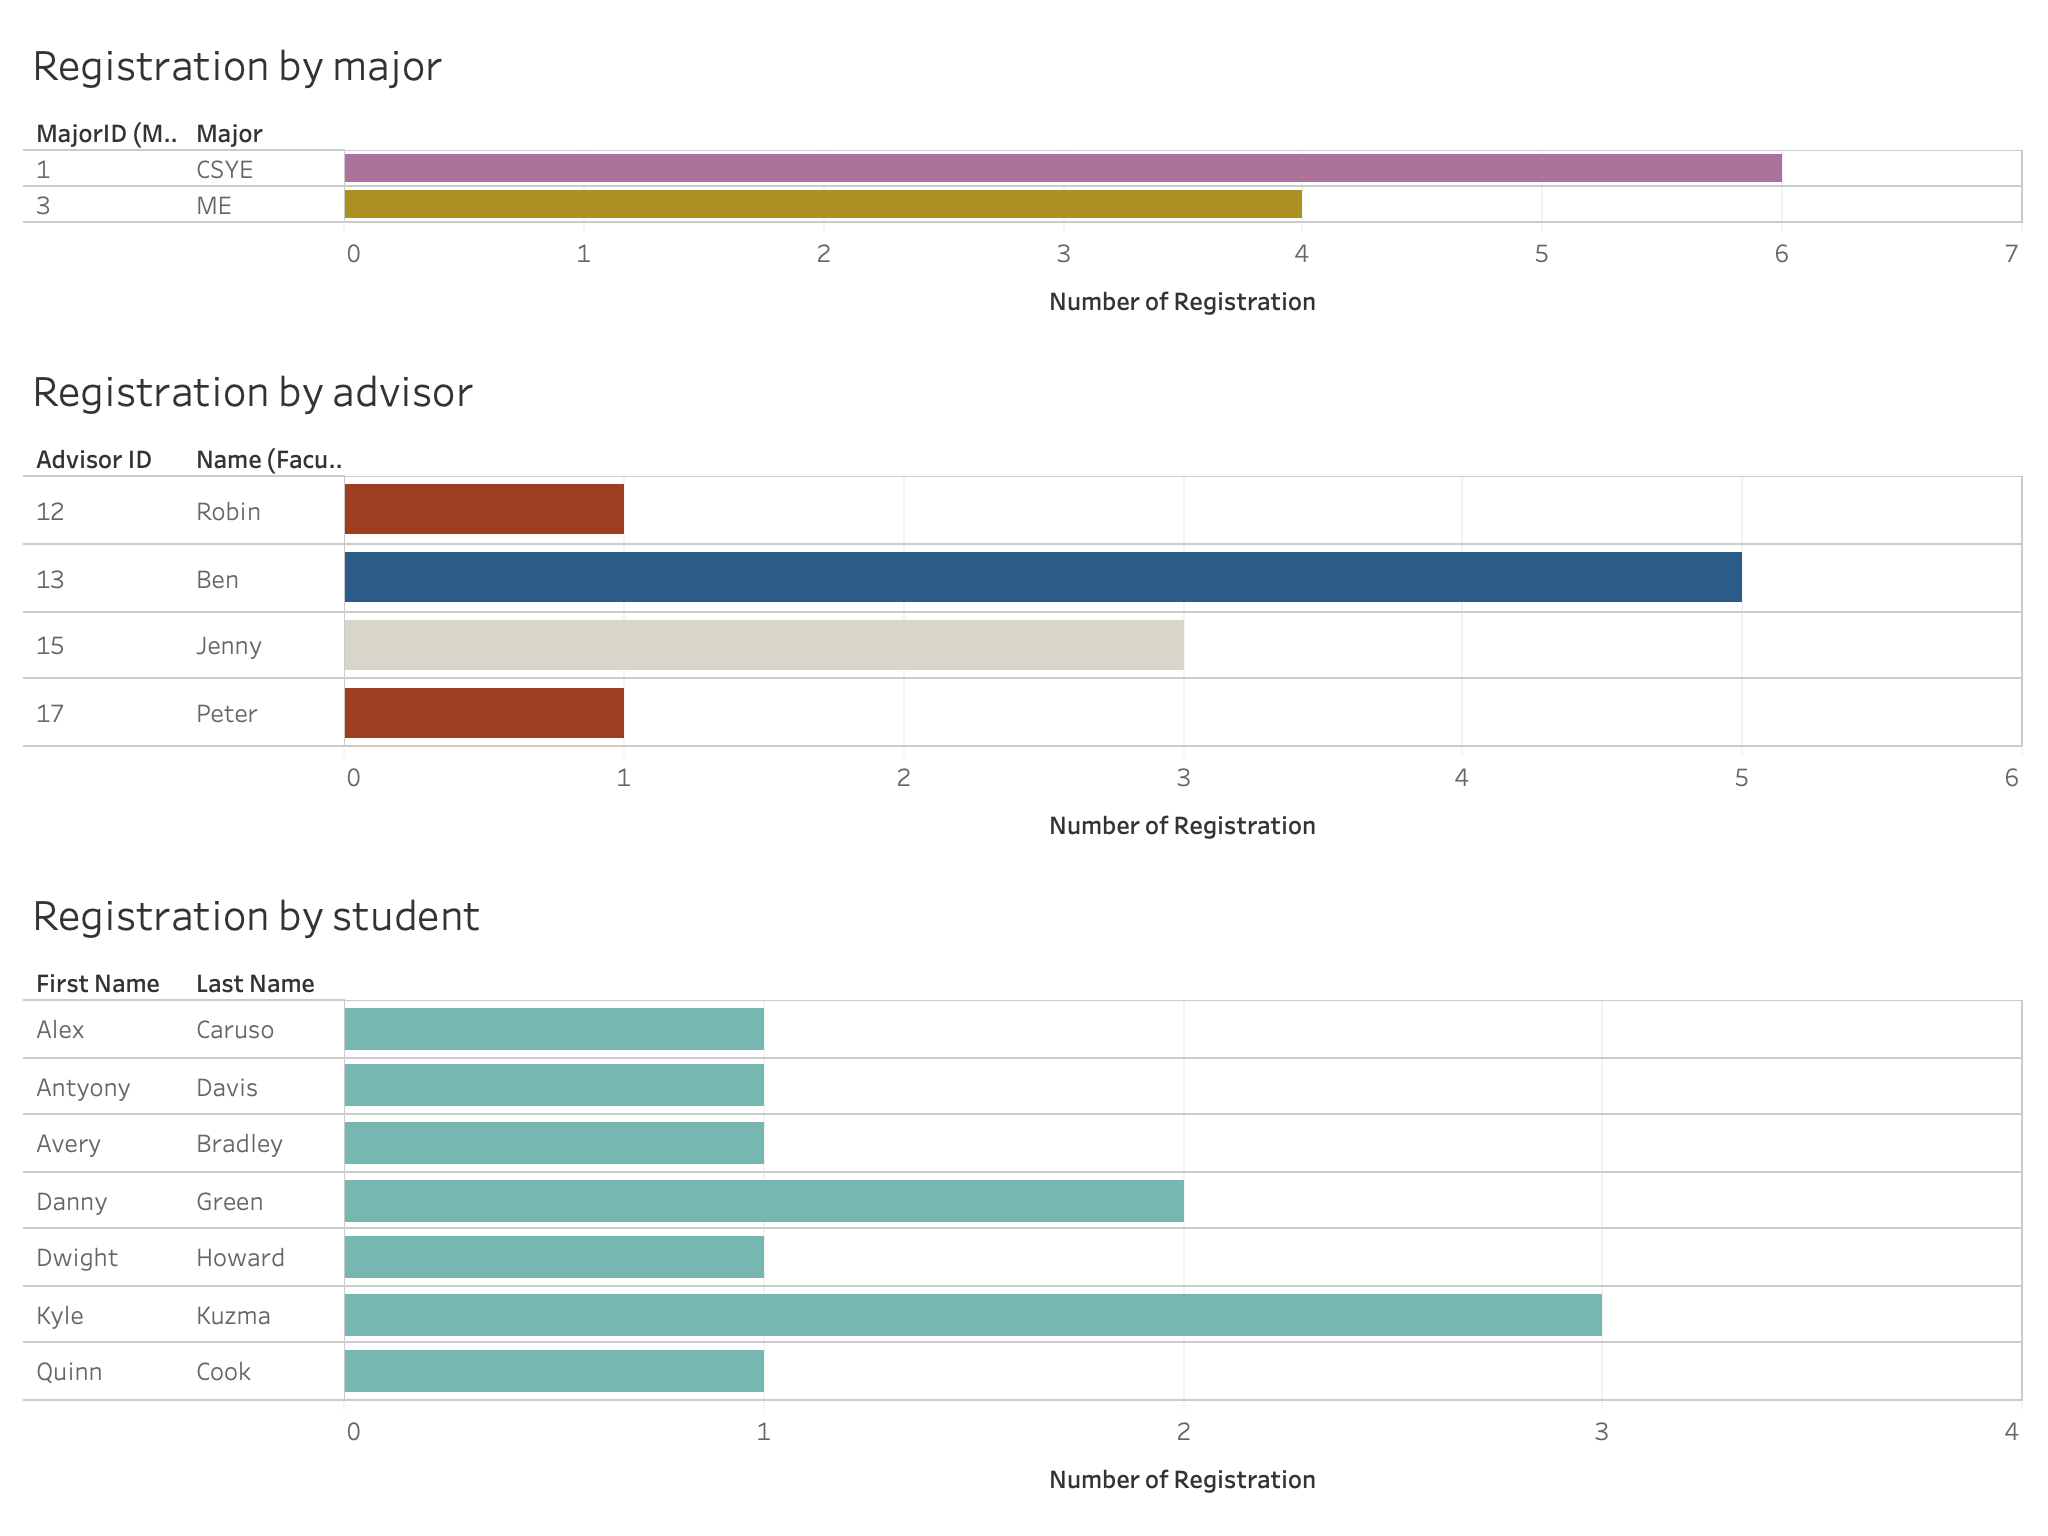 Registration by major
MajorID (M.. Major
1 CSYE
3 ME
0 1 2 3 4 5 6 7
Number of Registration
Registration by advisor
Advisor ID Name (Facu..
12 Robin
13 Ben
15 Jenny
17 Peter
0 1 2 3 4 5 6
Number of Registration
Registration by student
First Name Last Name
Alex Caruso
Antyony Davis
Avery Bradley
Danny Green
Dwight Howard
Kyle Kuzma
Quinn Cook
0 1 2 3 4
Number of Registration